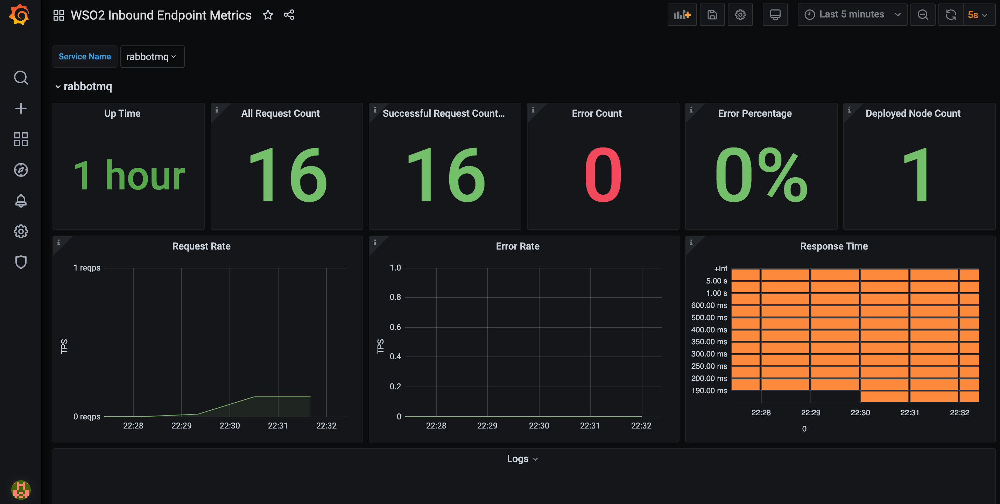 WSO2 Inbound Endpoint Metrics
Last 5 minutes
5s
Service Name
rabbotmq
rabbotmq
Up Time
1 hour
All Request Count
16
Successful Request Count...
16
Error Count
0
Error Percentage
0%
Deployed Node Count
1
Request Rate
1 reqps
TPS
0 reqps
22:28 22:29 22:30 22:31 22:32
Error Rate
1.0
0.8
0.6
TPS
0.4
0.2
0
22:28 22:29 22:30 22:31 22:32
Response Time
+Inf
5.00 s
1.00 s
600.00 ms
500.00 ms
400.00 ms
350.00 ms
300.00 ms
250.00 ms
200.00 ms
190.00 ms
22:28 22:29 22:30 22:31 22:32
0
Logs